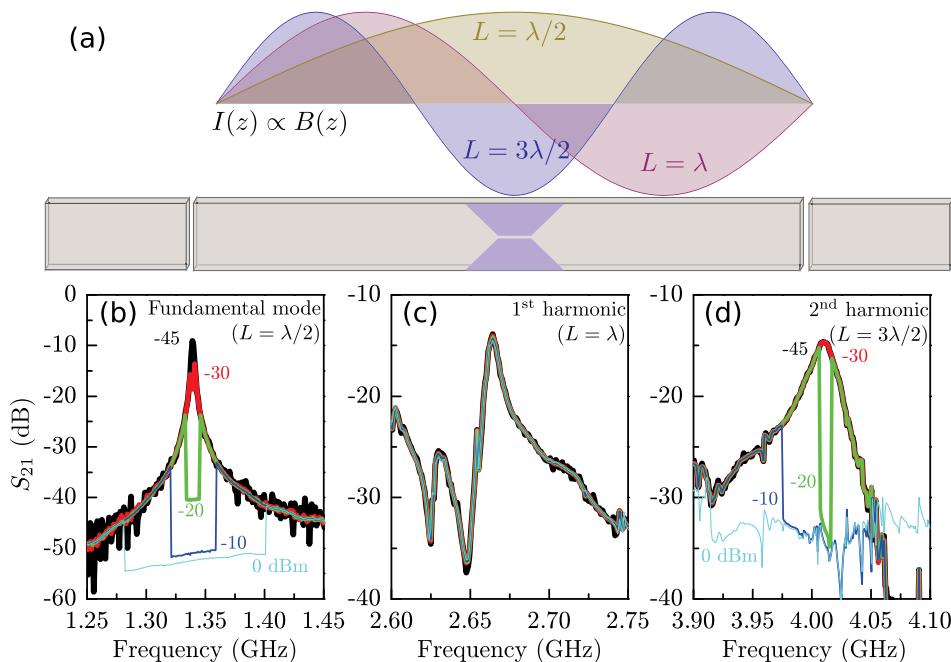 (a)
L = λ/2
I(z) ∝ B(z)
L = 3λ/2
L = λ
(b)
Fundamental mode
(L = λ/2)
-45
-30
-20
-10
0 dBm
0
-10
-20
-30
-40
-50
-60
S21 (dB)
1.25
1.30
1.35
1.40
1.45
Frequency (GHz)
(c)
1st harmonic
(L = λ)
-10
-20
-30
-40
2.60
2.65
2.70
2.75
Frequency (GHz)
(d)
2nd harmonic
(L = 3λ/2)
-45
-30
-20
-10
0 dBm
0
-10
-20
-30
-40
3.90
3.95
4.00
4.05
4.10
Frequency (GHz)